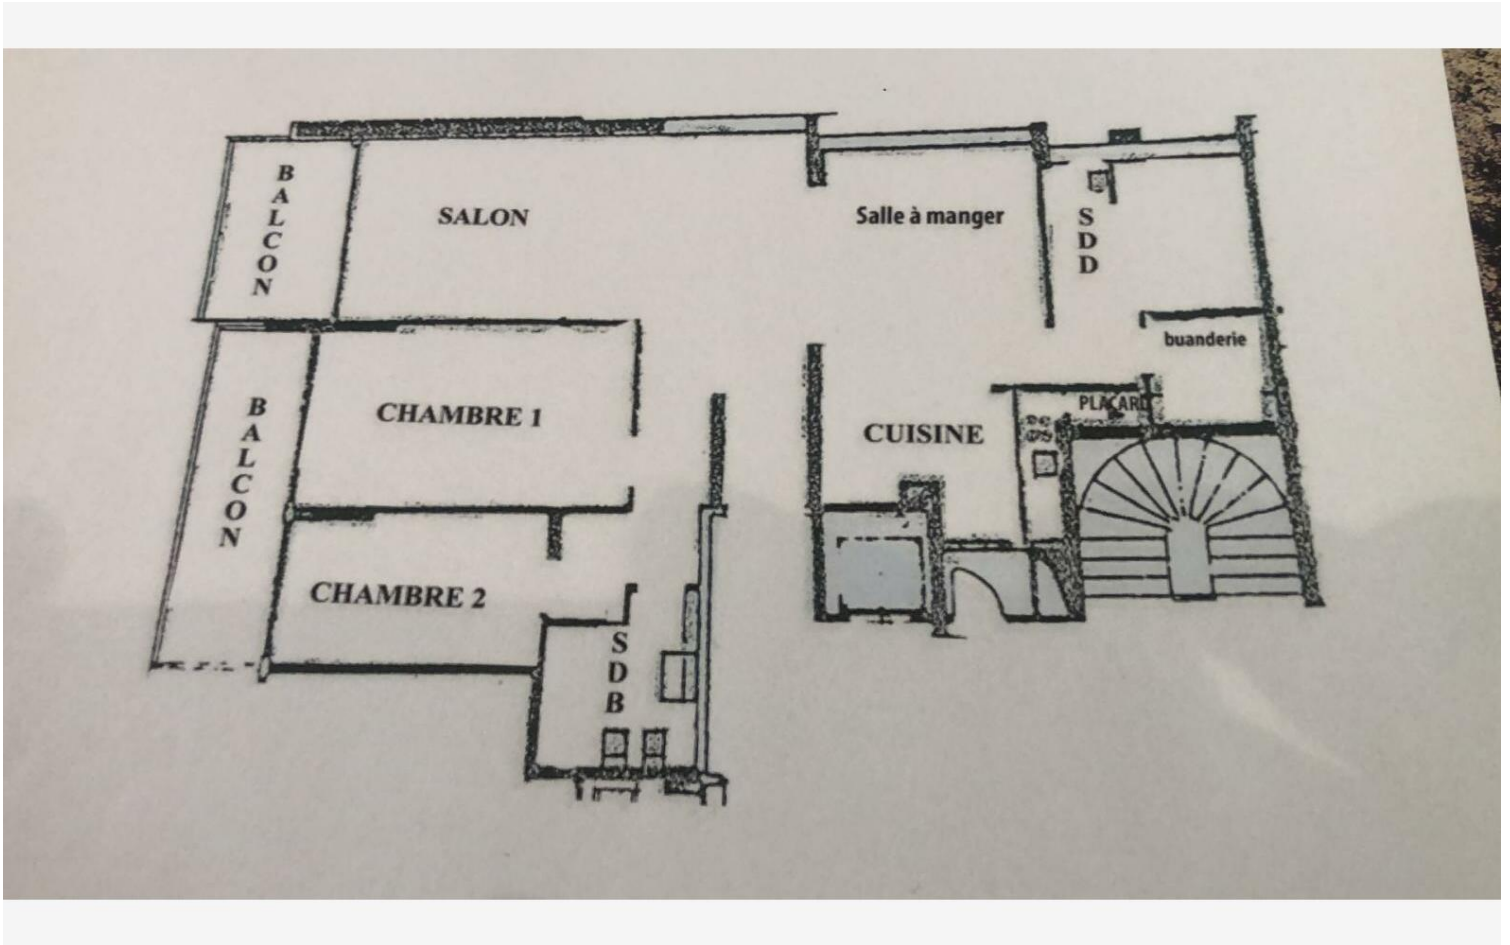 BALCON
SALON
Salle à manger
SDD
buanderie
BALCON
CHAMBRE 1
CUISINE
PLACARD
CHAMBRE 2
SDB